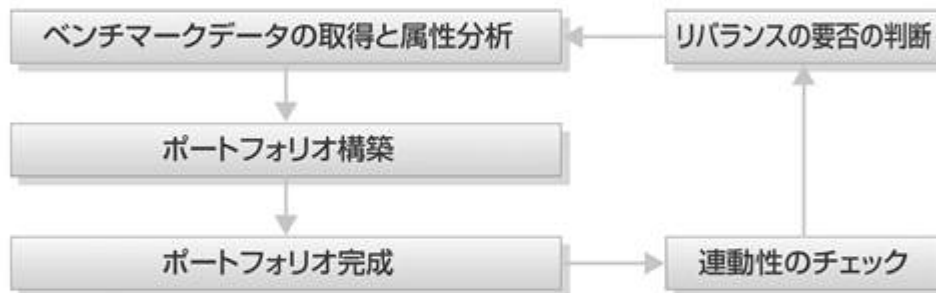 ベンチマークデータの取得と属性分析
リバランスの要否の判断
ポートフォリオ構築
ポートフォリオ完成
連動性のチェック